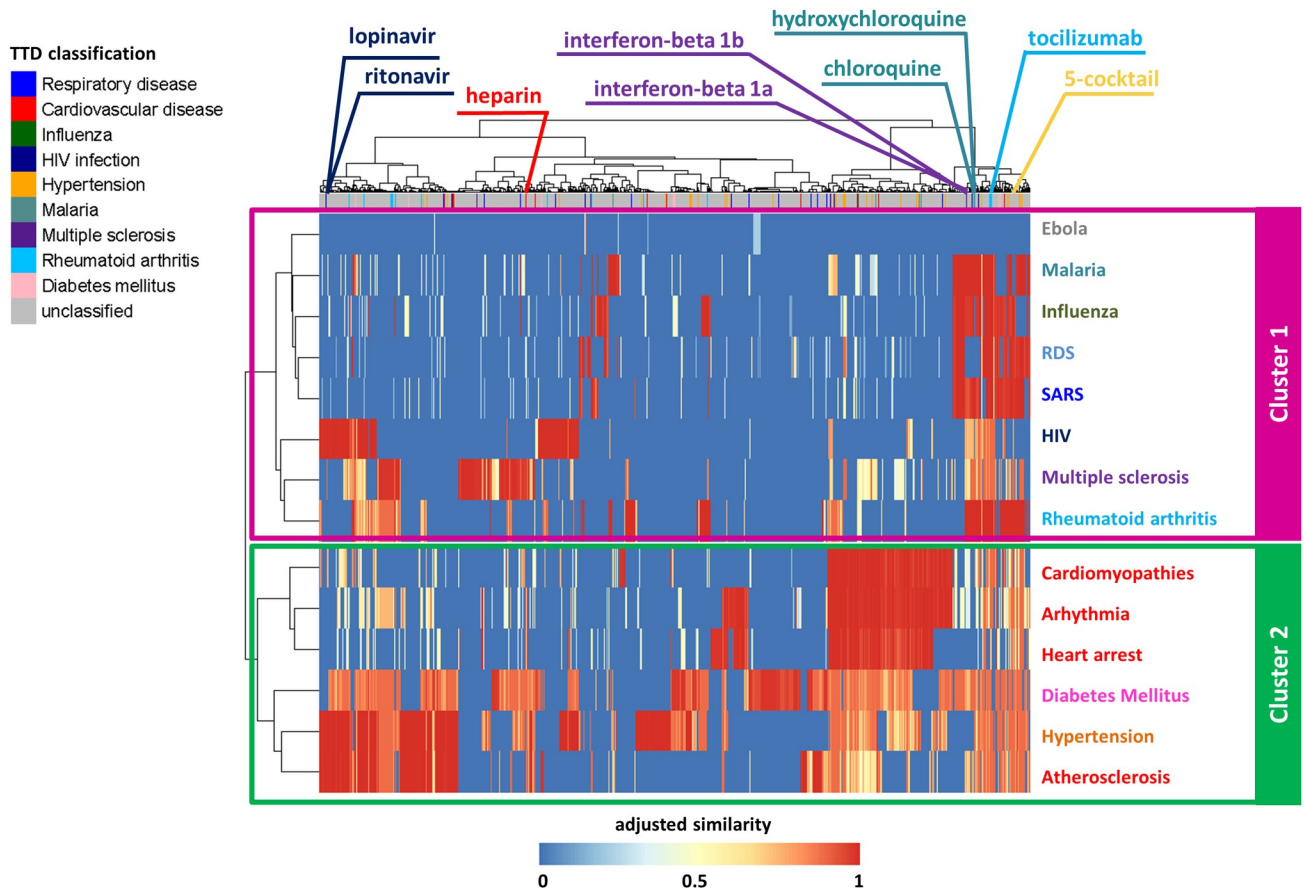 TTD classification
Respiratory disease
Cardiovascular disease
Influenza
HIV infection
Hypertension
Malaria
Multiple sclerosis
Rheumatoid arthritis
Diabetes mellitus
unclassified
lopinavir
ritonavir
heparin
interferon-beta 1b
interferon-beta 1a
hydroxychloroquine
chloroquine
tocilizumab
5-cocktail
Ebola
Malaria
Influenza
RDS
SARS
HIV
Multiple sclerosis
Rheumatoid arthritis
Cluster 1
Cardiomyopathies
Arhythmia
Heart arrest
Diabetes Mellitus
Hypertension
Atherosclerosis
Cluster 2
adjusted similarity
0 0.5 1